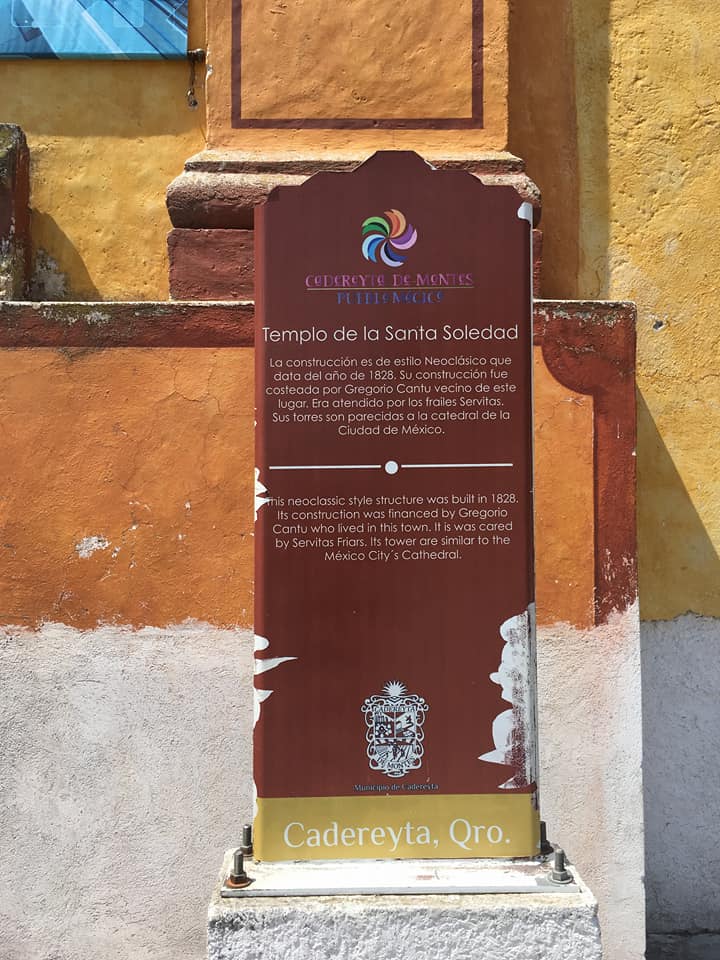 CADEREYTA DE MONTES
PUEBLO MÁGICO
Templo de la Santa Soledad
La construcción es de estilo Neoclásico que
data del año de 1828. Su construcción fue
costeada por Gregorio Cantu vecino de este
lugar. Era atendido por los frailes Servitas.
Sus torres son parecidas a la catedral de la
Ciudad de México.
This neoclassic style structure was built in 1828.
Its construction was financed by Gregorio
Cantu who lived in this town. It is was cared
by Servitas Friars. Its tower are similar to the
México City´s Cathedral.
CADEREYTA
MONTES
Municipio de Cadereyta
Cadereyta, Qro.